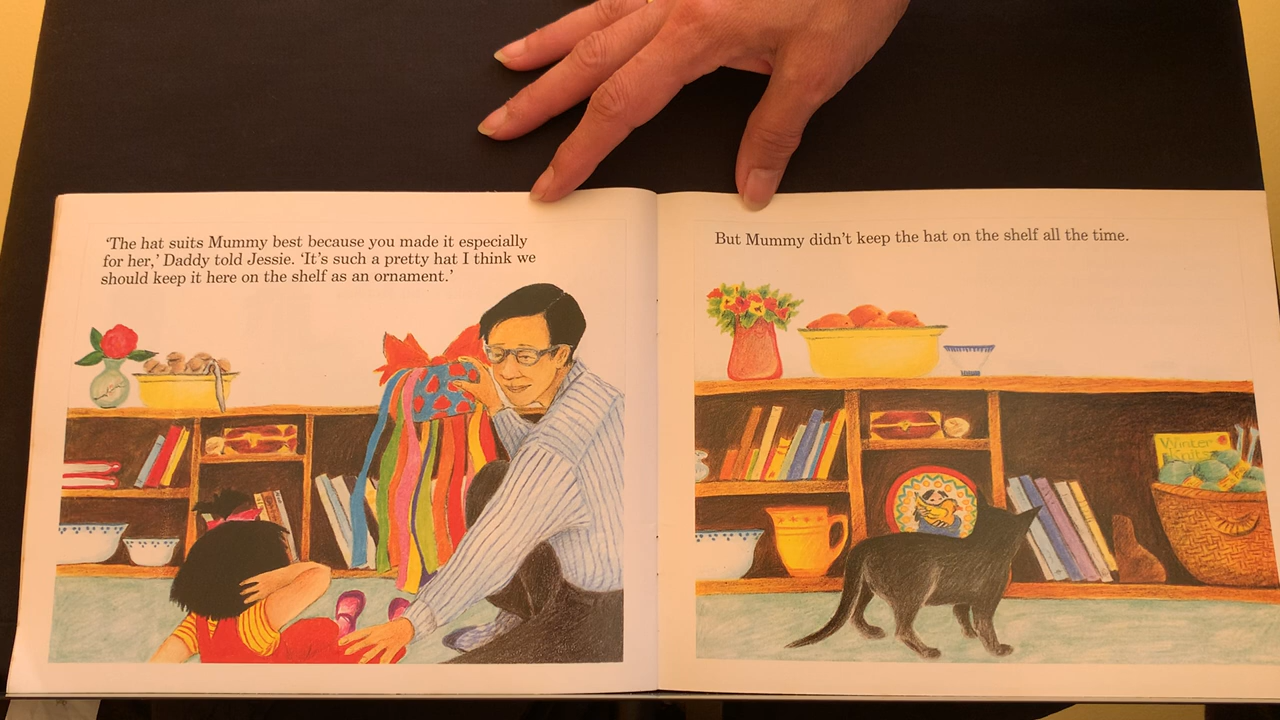 ‘The hat suits Mummy best because you made it especially
for her,’ Daddy told Jessie. ‘It’s such a pretty hat I think we
should keep it here on the shelf as an ornament.’
But Mummy didn’t keep the hat on the shelf all the time.
Winter
Knits